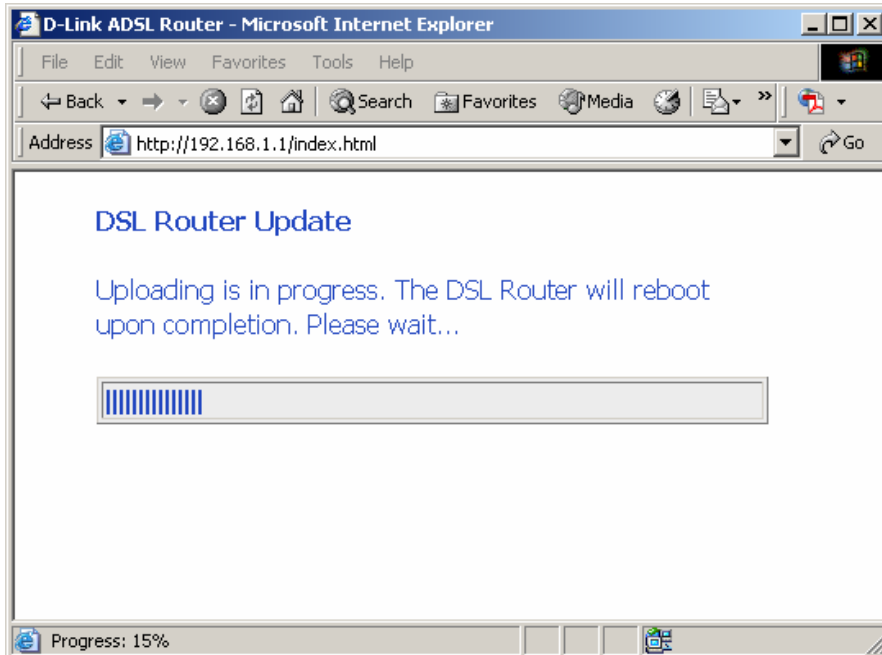 D-Link ADSL Router - Microsoft Internet Explorer
File Edit View Favorites Tools Help
Back Search Favorites Media »
Address http://192.168.1.1/index.html Go
DSL Router Update
Uploading is in progress. The DSL Router will reboot
upon completion. Please wait...
Progress: 15%